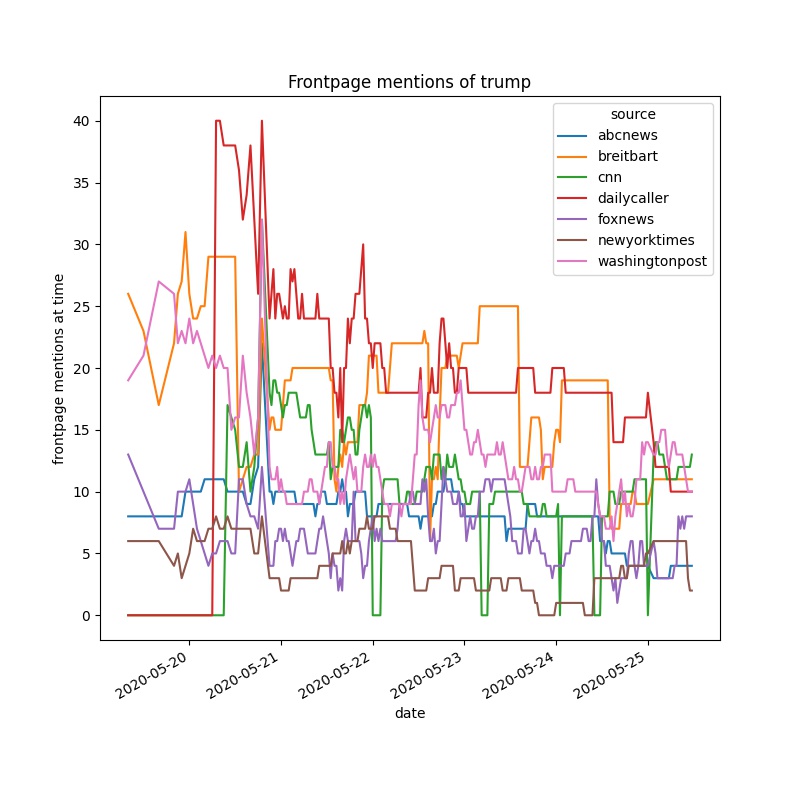 Frontpage mentions of trump
source
abcnews
breitbart
cnn
dailycaller
foxnews
newyorktimes
washingtonpost
frontpage mentions at time
40
35
30
25
20
15
10
5
0
2020-05-20
2020-05-21
2020-05-22
2020-05-23
2020-05-24
2020-05-25
date